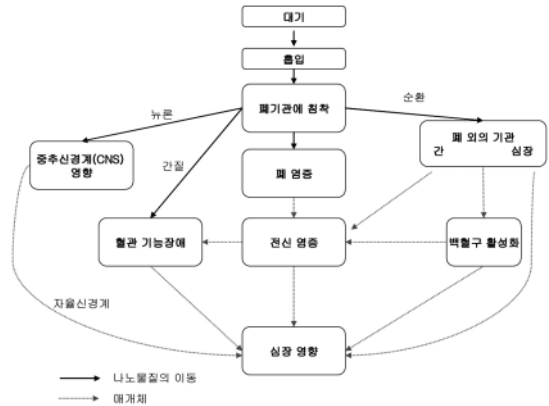 대기
흡입
폐기관에 침착
뉴론
순환
간질
중추신경계(CNS)
영향
폐 염증
폐 외의 기관
간 심장
혈관 기능장애
전신 염증
백혈구 활성화
자율신경계
심장 영향
나노물질의 이동
매개체